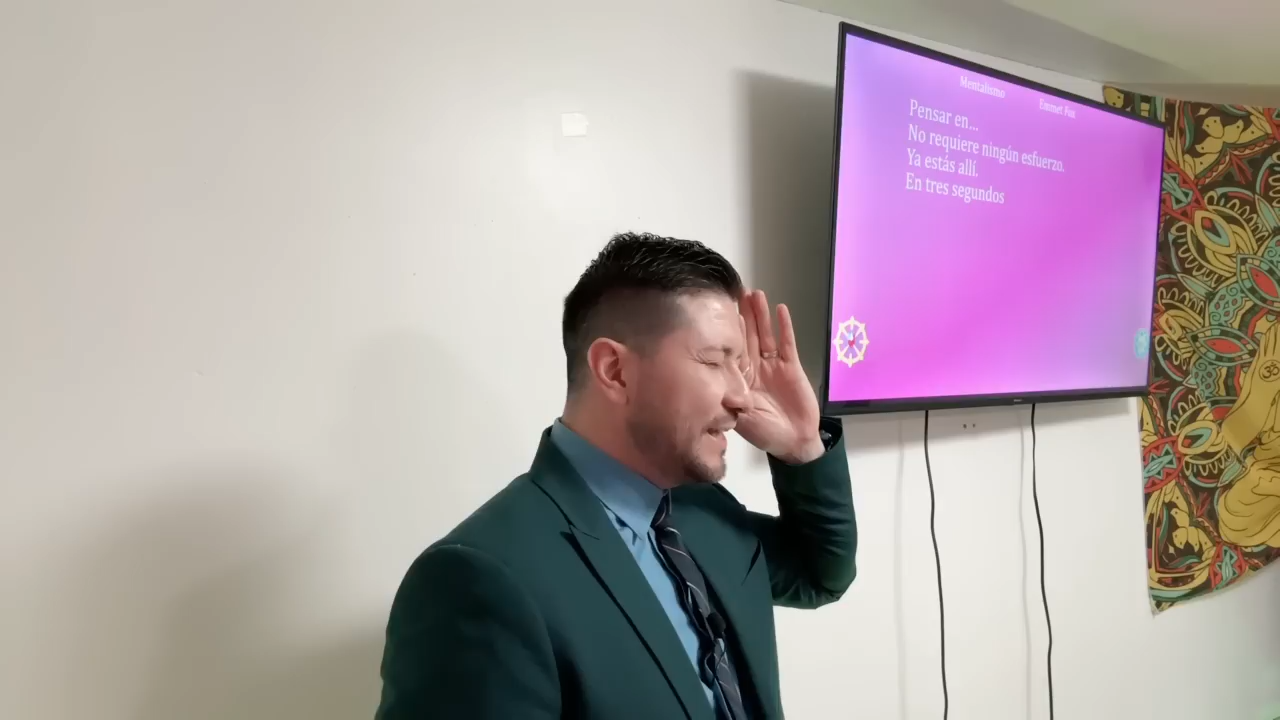 Mentalismo
Emmet Fox
Pensar en...
No requiere ningún esfuerzo.
Ya estás allí.
En tres segundos
ॐ